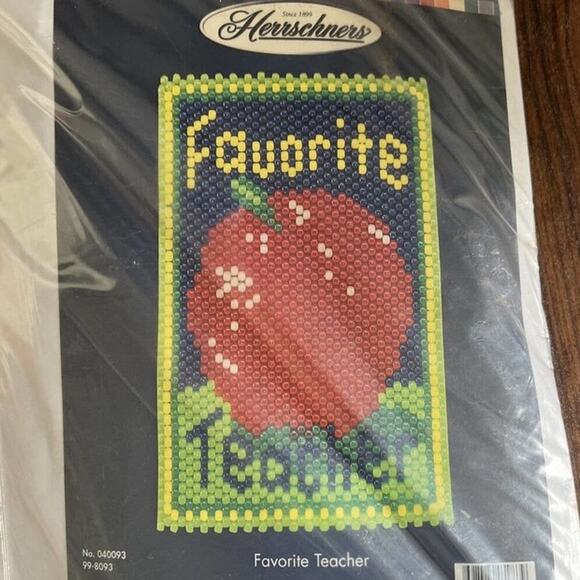 Since 1899
Herrschners
Favorite
Teacher
No. 040093
99-8093
Favorite Teacher